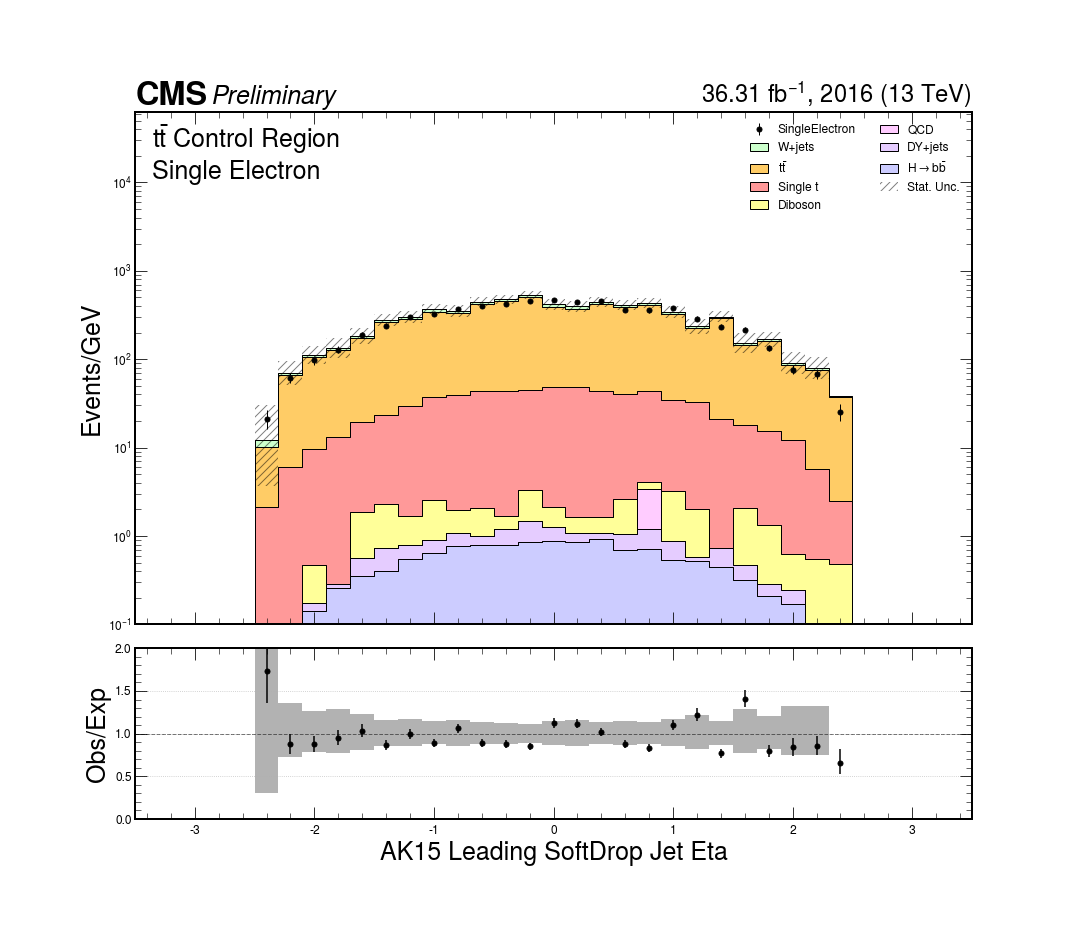 CMS Preliminary
36.31 fb⁻¹, 2016 (13 TeV)
tt̄ Control Region
Single Electron
SingleElectron
W+jets
tt̄
Single t
Diboson
QCD
DY+jets
H→bb̄
Stat. Unc.
Events/GeV
10⁴
10³
10²
10¹
10⁰
10⁻¹
Obs/Exp
2.0
1.5
1.0
0.5
0.0
-3 -2 -1 0 1 2 3
AK15 Leading SoftDrop Jet Eta